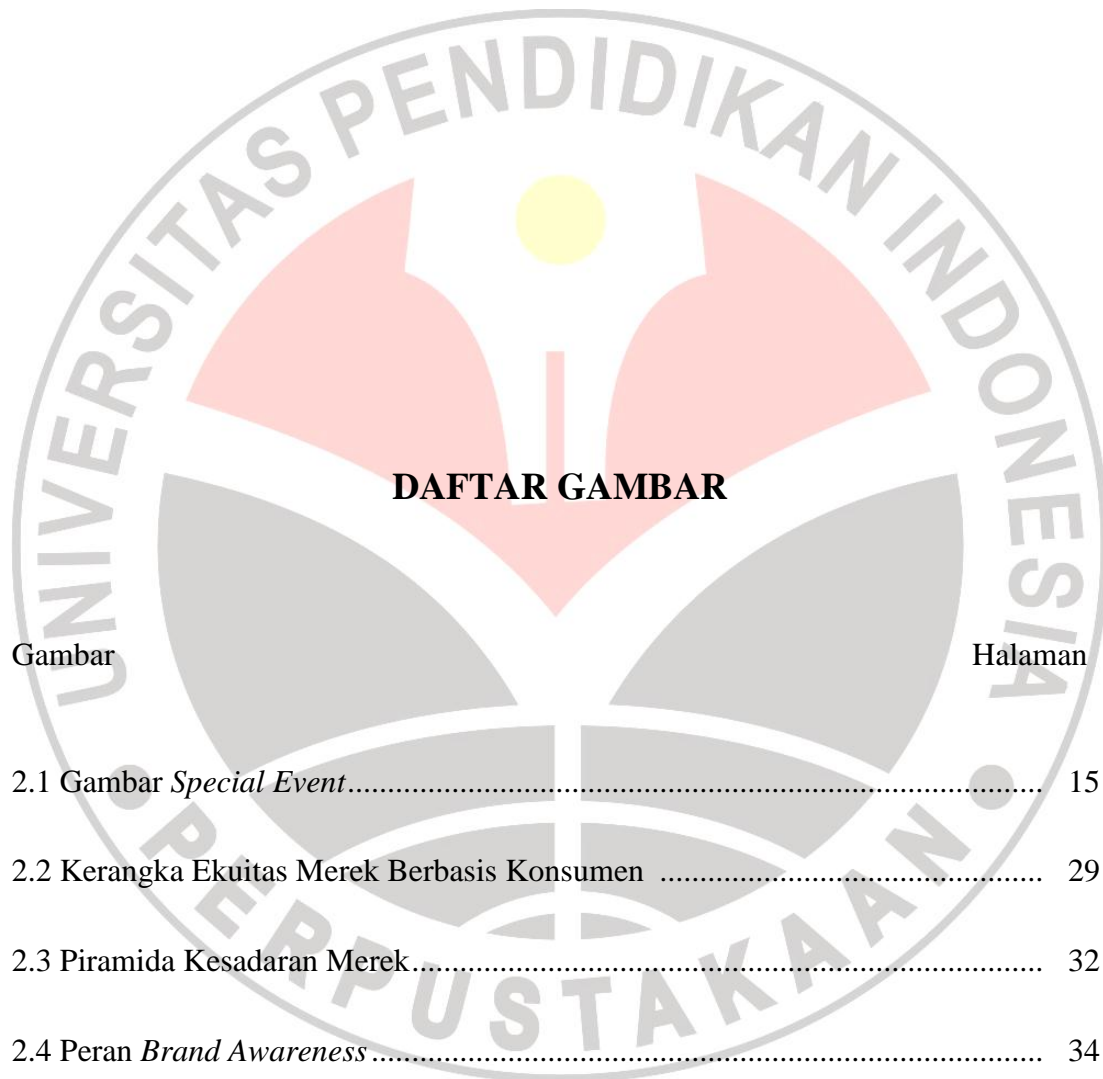 UNIVERSITAS PENDIDIKAN INDONESIA
DAFTAR GAMBAR
Gambar Halaman
2.1 Gambar Special Event.......................................................................................... 15
2.2 Kerangka Ekuitas Merek Berbasis Konsumen .................................................. 29
2.3 Piramida Kesadaran Merek.................................................................................. 32
2.4 Peran Brand Awareness....................................................................................... 34
PERPUSTAKAAN